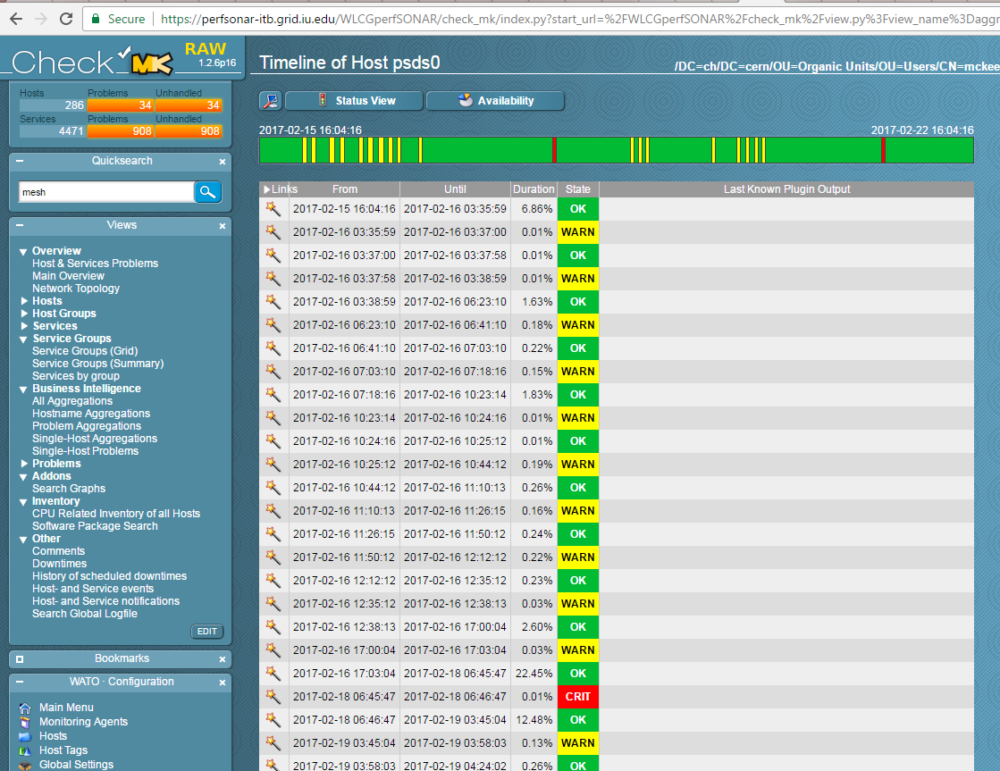 Secure https://perfsonar-itb.grid.iu.edu/WLCGperfSONAR/check_mk/index.py?start_url=%2FWLCGperfSONAR%2Fcheck_mk%2Fview.py%3Fview_name%3Daggr
Check MK RAW
1.2.6p16
Hosts Problems Unhandled
286 34 34
Services Problems Unhandled
4471 908 908
Quicksearch
mesh
Views
Overview
Host & Services Problems
Main Overview
Network Topology
Hosts
Host Groups
Services
Service Groups
Service Groups (Grid)
Service Groups (Summary)
Services by group
Business Intelligence
All Aggregations
Hostname Aggregations
Problem Aggregations
Single-Host Aggregations
Single-Host Problems
Problems
Addons
Search Graphs
Inventory
CPU Related Inventory of all Hosts
Software Package Search
Other
Comments
Downtimes
History of scheduled downtimes
Host- and Service events
Host- and Service notifications
Search Global Logfile
EDIT
Bookmarks
WATO · Configuration
Main Menu
Monitoring Agents
Hosts
Host Tags
Global Settings
Timeline of Host psds0
/DC=ch/DC=cern/OU=Organic Units/OU=Users/CN=mckee
Status View Availability
2017-02-15 16:04:16 2017-02-22 16:04:16
Links From Until Duration State Last Known Plugin Output
2017-02-15 16:04:16 2017-02-16 03:35:59 6.86% OK
2017-02-16 03:35:59 2017-02-16 03:37:00 0.01% WARN
2017-02-16 03:37:00 2017-02-16 03:37:58 0.01% OK
2017-02-16 03:37:58 2017-02-16 03:38:59 0.01% WARN
2017-02-16 03:38:59 2017-02-16 06:23:10 1.63% OK
2017-02-16 06:23:10 2017-02-16 06:41:10 0.18% WARN
2017-02-16 06:41:10 2017-02-16 07:03:10 0.22% OK
2017-02-16 07:03:10 2017-02-16 07:18:16 0.15% WARN
2017-02-16 07:18:16 2017-02-16 10:23:14 1.83% OK
2017-02-16 10:23:14 2017-02-16 10:24:16 0.01% WARN
2017-02-16 10:24:16 2017-02-16 10:25:12 0.01% OK
2017-02-16 10:25:12 2017-02-16 10:44:12 0.19% WARN
2017-02-16 10:44:12 2017-02-16 11:10:13 0.26% OK
2017-02-16 11:10:13 2017-02-16 11:26:15 0.16% WARN
2017-02-16 11:26:15 2017-02-16 11:50:12 0.24% OK
2017-02-16 11:50:12 2017-02-16 12:12:12 0.22% WARN
2017-02-16 12:12:12 2017-02-16 12:35:12 0.23% OK
2017-02-16 12:35:12 2017-02-16 12:38:13 0.03% WARN
2017-02-16 12:38:13 2017-02-16 17:00:04 2.60% OK
2017-02-16 17:00:04 2017-02-16 17:03:04 0.03% WARN
2017-02-16 17:03:04 2017-02-18 06:45:47 22.45% OK
2017-02-18 06:45:47 2017-02-18 06:46:47 0.01% CRIT
2017-02-18 06:46:47 2017-02-19 03:45:04 12.48% OK
2017-02-19 03:45:04 2017-02-19 03:58:03 0.13% WARN
2017-02-19 03:58:03 2017-02-19 04:24:02 0.26% OK